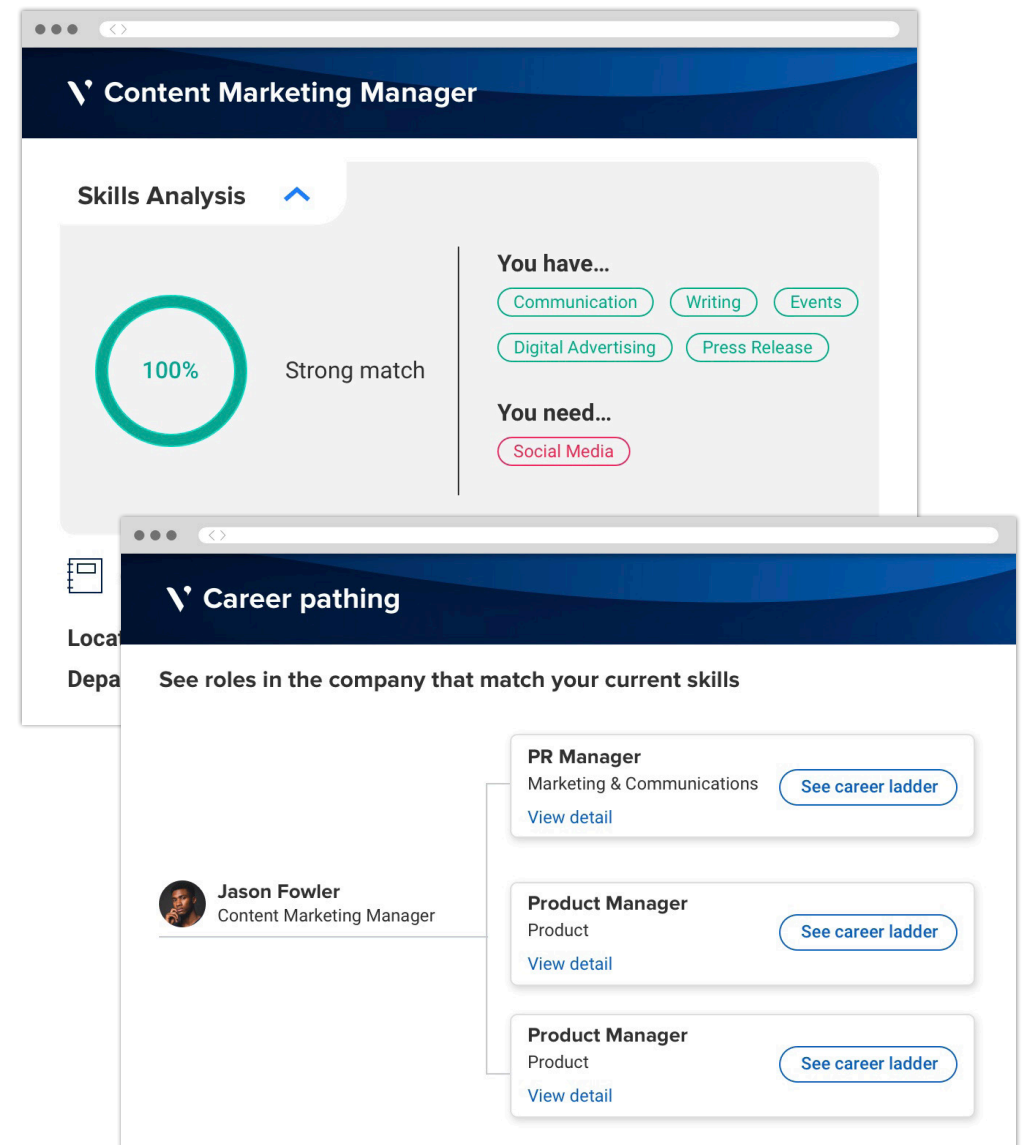 Content Marketing Manager
Skills Analysis
100%
Strong match
You have...
Communication
Writing
Events
Digital Advertising
Press Release
You need...
Social Media
Career pathing
See roles in the company that match your current skills
Jason Fowler
Content Marketing Manager
PR Manager
Marketing & Communications
View detail
See career ladder
Product Manager
Product
View detail
See career ladder
Product Manager
Product
View detail
See career ladder